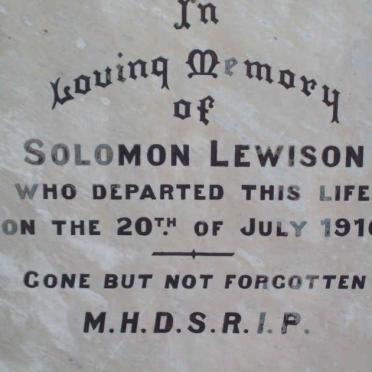 In
Loving Memory
of
SOLOMON LEWISON
WHO DEPARTED THIS LIFE
ON THE 20TH. OF JULY 1910
GONE BUT NOT FORGOTTEN
M.H.D.S.R.I.P.